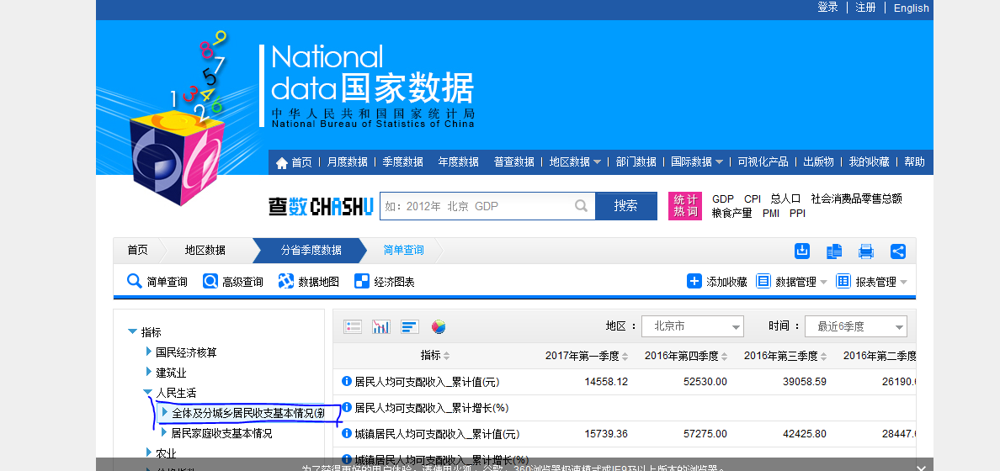 登录 | 注册 | English
National
data国家数据
中华人民共和国国家统计局
National Bureau of Statistics of China
9
8
7
5
1 3 4
2 6
首页 | 月度数据 | 季度数据 年度数据 普查数据 | 地区数据 | 部门数据 | 国际数据 | 可视化产品 | 出版物 | 我的收藏 | 帮助
查数 CHASHU 如：2012年 北京 GDP 搜索
统计热词 GDP CPI 总人口 社会消费品零售总额
粮食产量 PMI PPI
首页 地区数据 分省季度数据 简单查询
简单查询 高级查询 数据地图 经济图表 添加收藏 数据管理 报表管理
指标
国民经济核算
建筑业
人民生活
全体及分城乡居民收支基本情况(新
居民家庭收支基本情况
农业
地区： 北京市 时间： 最近6季度
指标 2017年第一季度 2016年第四季度 2016年第三季度 2016年第二季度
居民人均可支配收入_累计值(元) 14558.12 52530.00 39058.59 26190.
居民人均可支配收入_累计增长(%)
城镇居民人均可支配收入_累计值(元) 15739.36 57275.00 42425.80 28447.
城镇居民人均可支配收入_累计增长(%)
为了获得更好的用户体验，请使用火狐、谷歌、360浏览器极速模式或IE9及以上版本的浏览器。